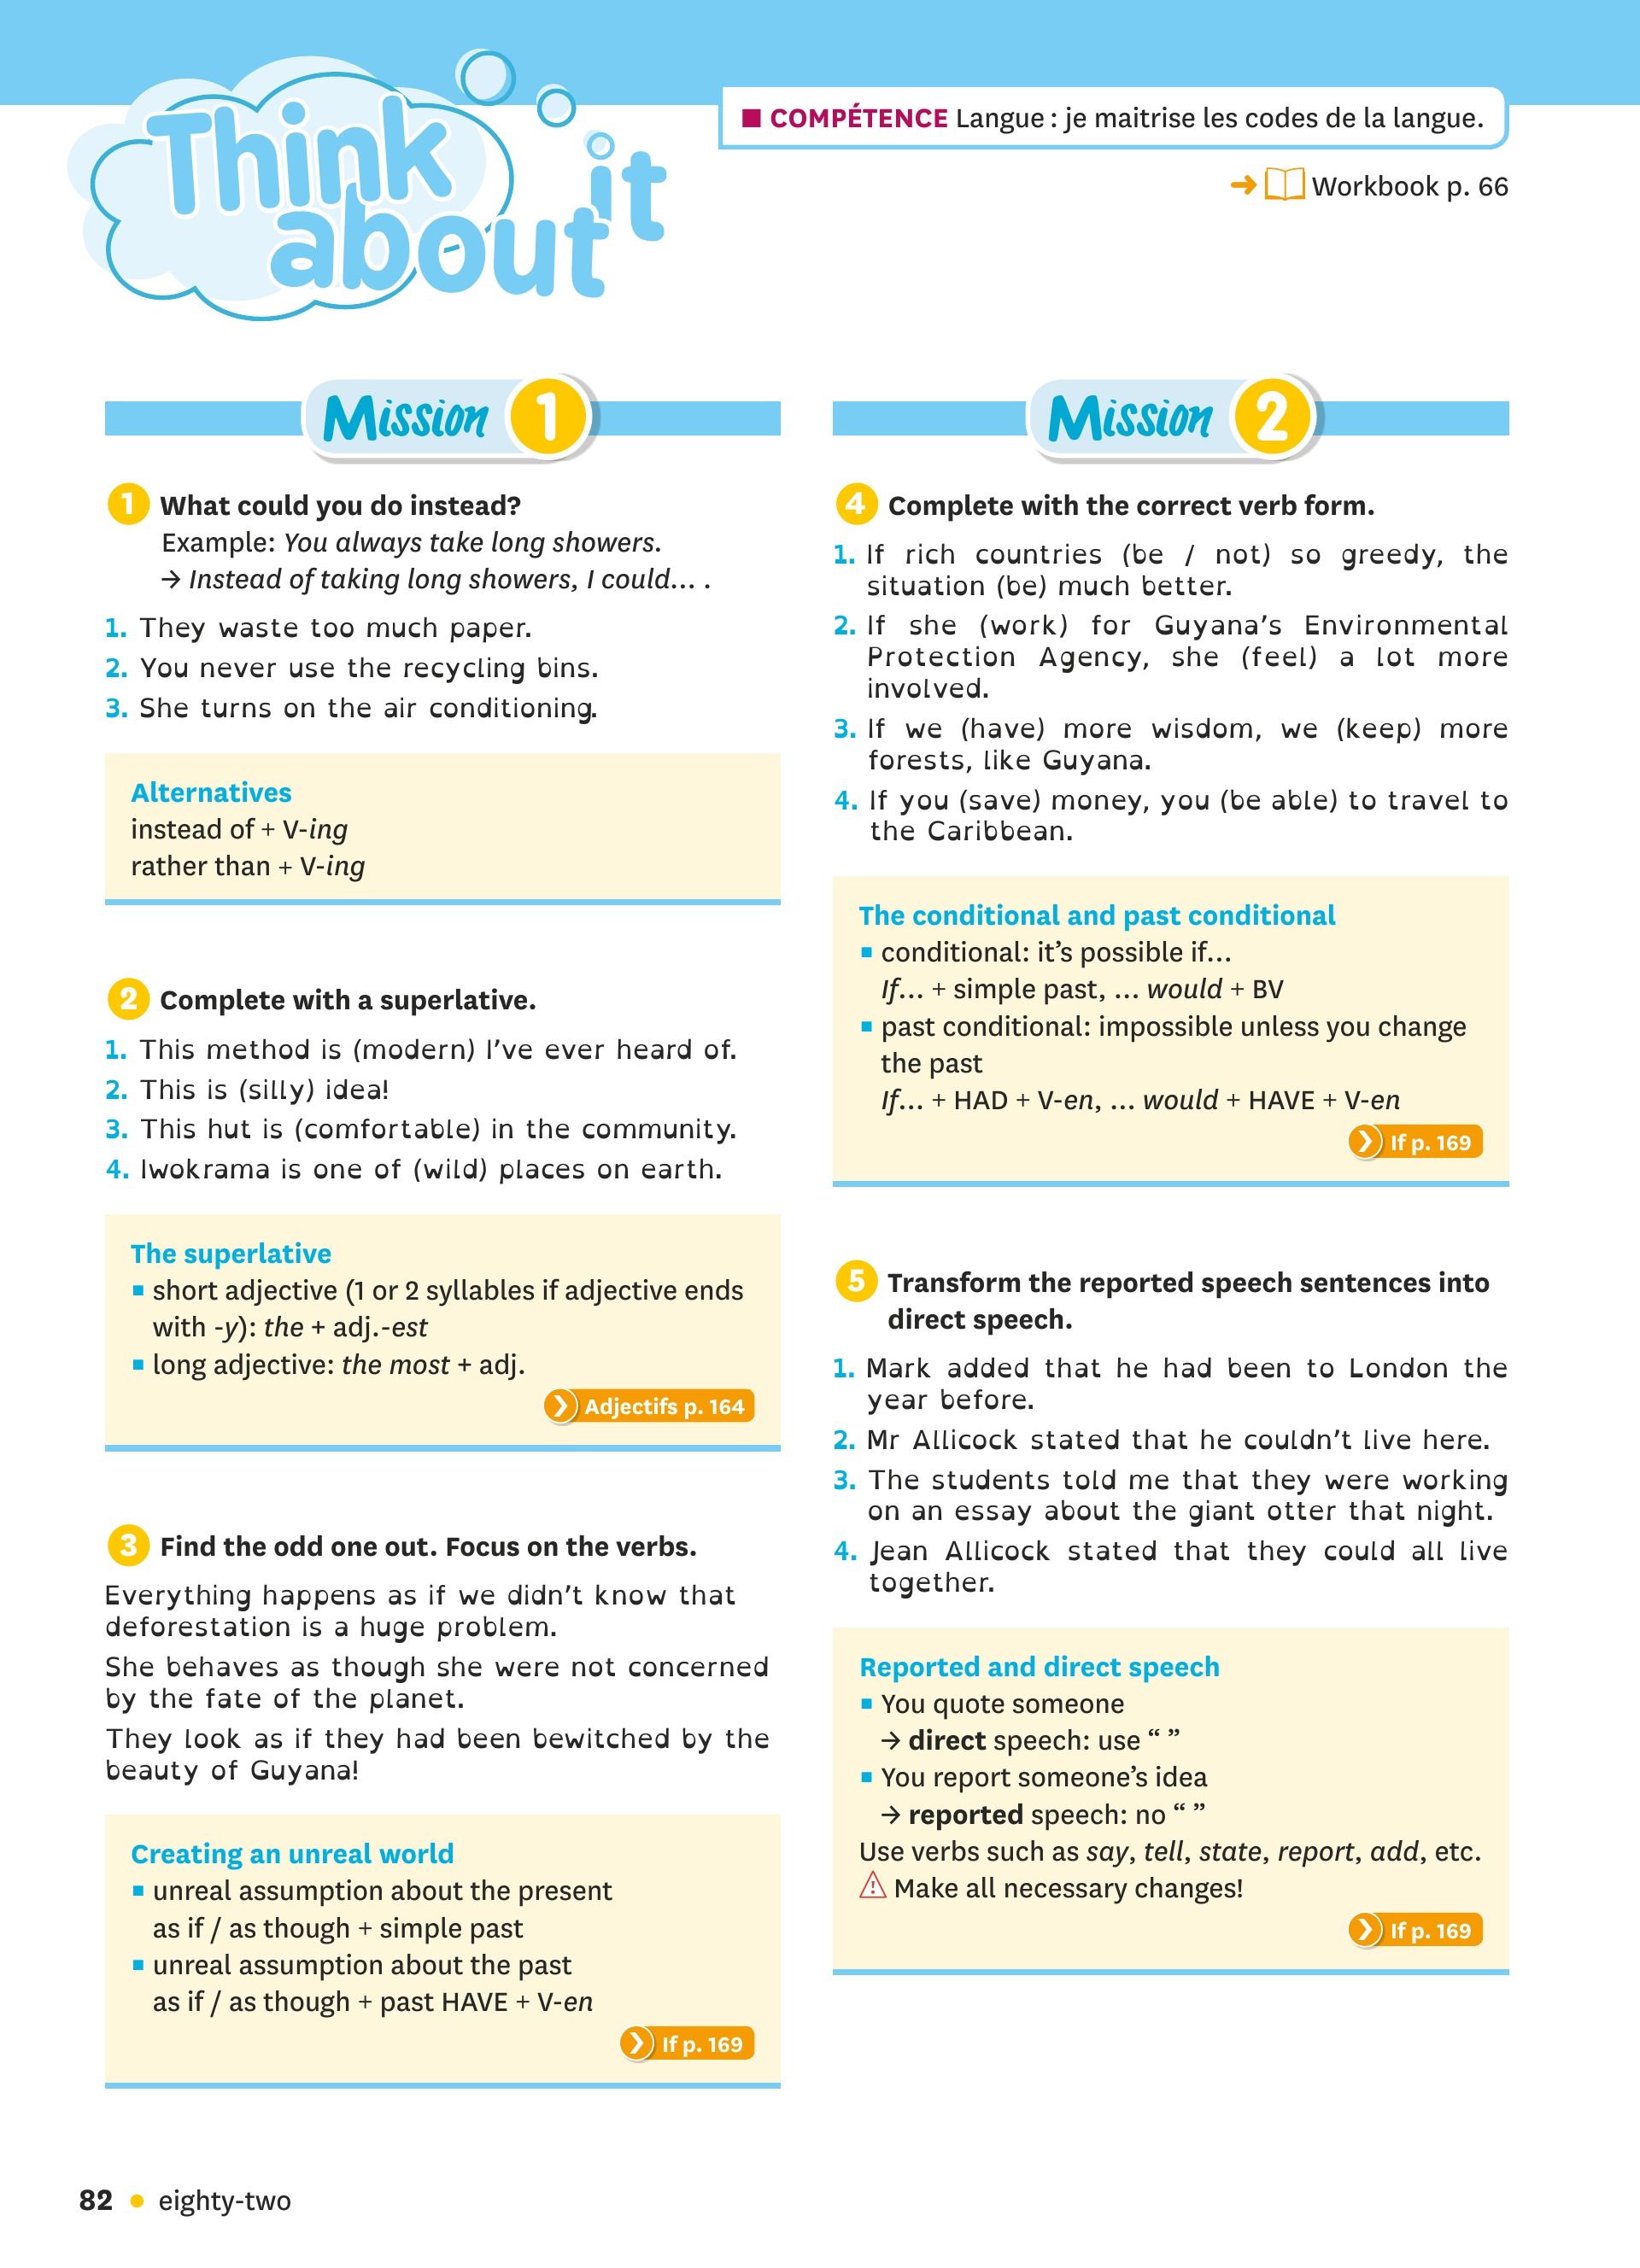 Think
about it
■ COMPÉTENCE Langue : je maitrise les codes de la langue.
➜ Workbook p. 66
Mission 1
1 What could you do instead?
Example: You always take long showers.
→ Instead of taking long showers, I could... .
1. They waste too much paper.
2. You never use the recycling bins.
3. She turns on the air conditioning.
Alternatives
instead of + V-ing
rather than + V-ing
2 Complete with a superlative.
1. This method is (modern) I've ever heard of.
2. This is (silly) idea!
3. This hut is (comfortable) in the community.
4. Iwokrama is one of (wild) places on earth.
The superlative
▪ short adjective (1 or 2 syllables if adjective ends
with -y): the + adj.-est
▪ long adjective: the most + adj.
Adjectifs p. 164
3 Find the odd one out. Focus on the verbs.
Everything happens as if we didn't know that
deforestation is a huge problem.
She behaves as though she were not concerned
by the fate of the planet.
They look as if they had been bewitched by the
beauty of Guyana!
Creating an unreal world
▪ unreal assumption about the present
as if / as though + simple past
▪ unreal assumption about the past
as if / as though + past HAVE + V-en
If p. 169
Mission 2
4 Complete with the correct verb form.
1. If rich countries (be / not) so greedy, the
situation (be) much better.
2. If she (work) for Guyana's Environmental
Protection Agency, she (feel) a lot more
involved.
3. If we (have) more wisdom, we (keep) more
forests, like Guyana.
4. If you (save) money, you (be able) to travel to
the Caribbean.
The conditional and past conditional
▪ conditional: it's possible if...
If... + simple past, ... would + BV
▪ past conditional: impossible unless you change
the past
If... + HAD + V-en, ... would + HAVE + V-en
If p. 169
5 Transform the reported speech sentences into
direct speech.
1. Mark added that he had been to London the
year before.
2. Mr Allicock stated that he couldn't live here.
3. The students told me that they were working
on an essay about the giant otter that night.
4. Jean Allicock stated that they could all live
together.
Reported and direct speech
▪ You quote someone
→ direct speech: use “ ”
▪ You report someone's idea
→ reported speech: no “ ”
Use verbs such as say, tell, state, report, add, etc.
⚠ Make all necessary changes!
If p. 169
82 • eighty-two